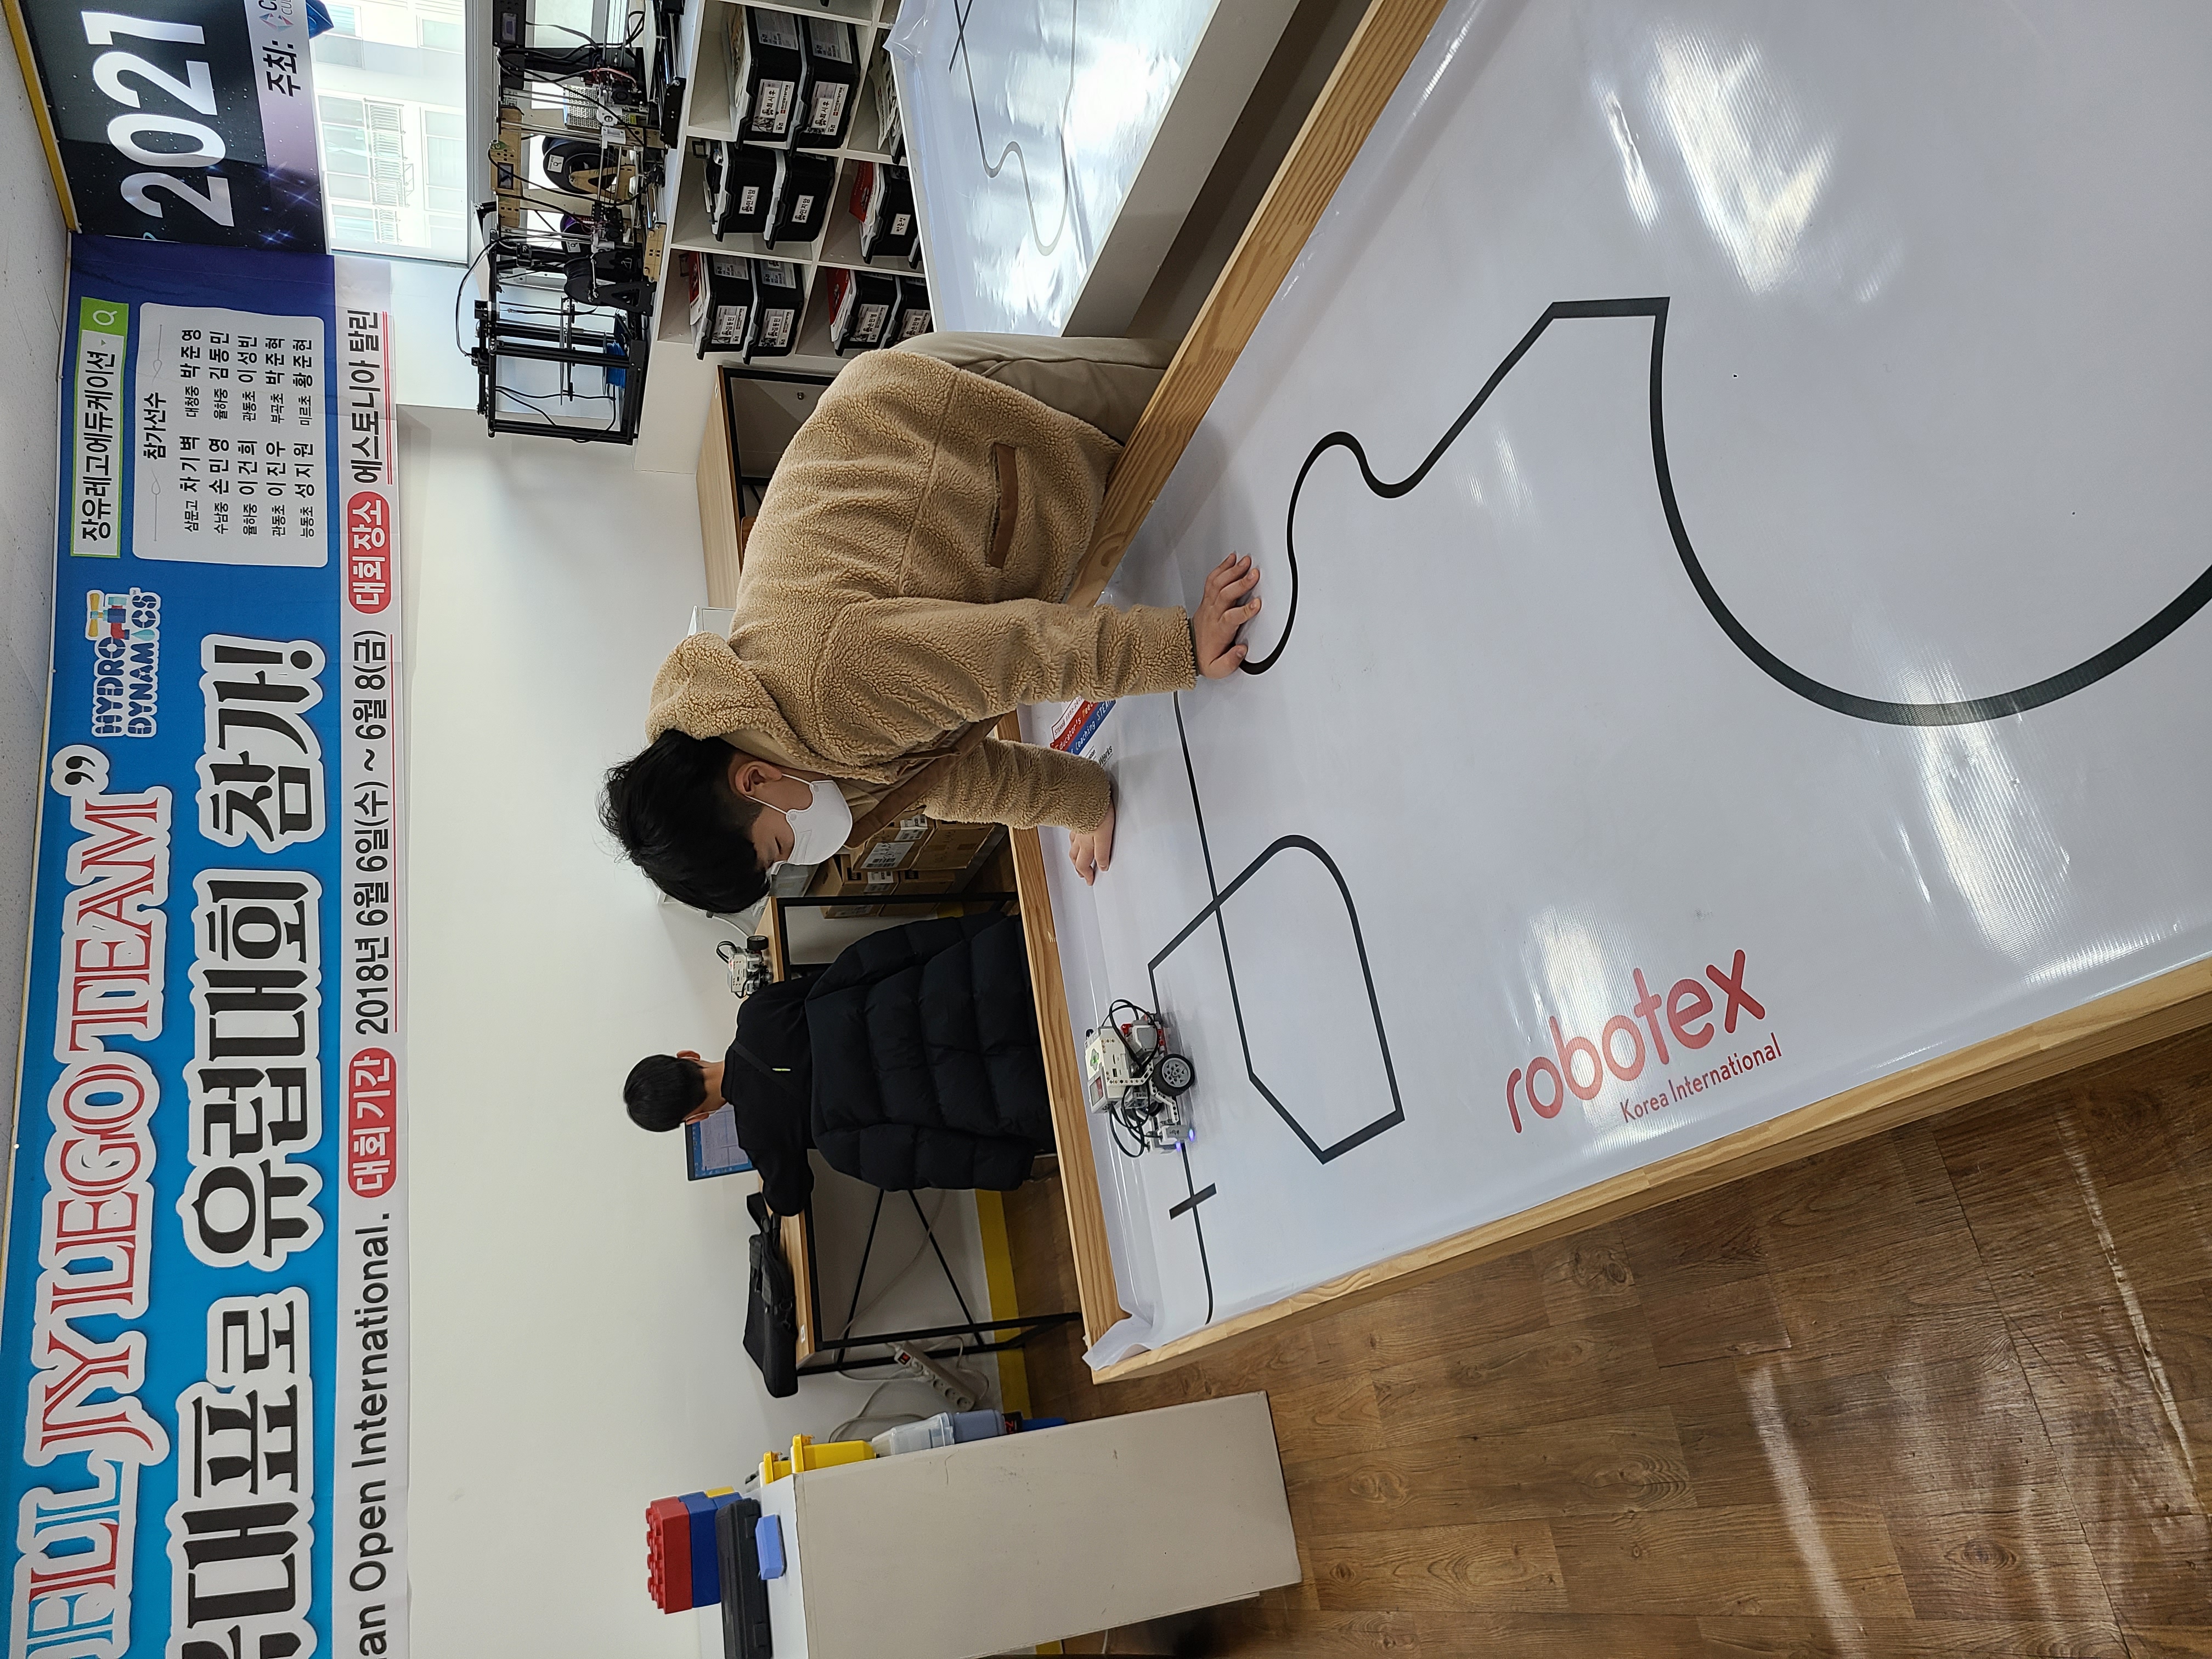 FLL JY LEGO TEAM”
HYDRO
DYNAMICS
장유레고에듀케이션
참가선수
삼문고 차기벽 대청중 박준영
수남중 손민영 율하중 김동민
율하중 이건희 관동초 이성빈
관동초 이진우 부곡초 박준혁
능동초 성지원 미르초 황준현
대표로 유럽대회 참가!
an Open International. 대회기간 2018년 6월 6일(수) ~ 6월 8(금) 대회장소 에스토니아 탈린
2021
주최:
robotex
Korea International